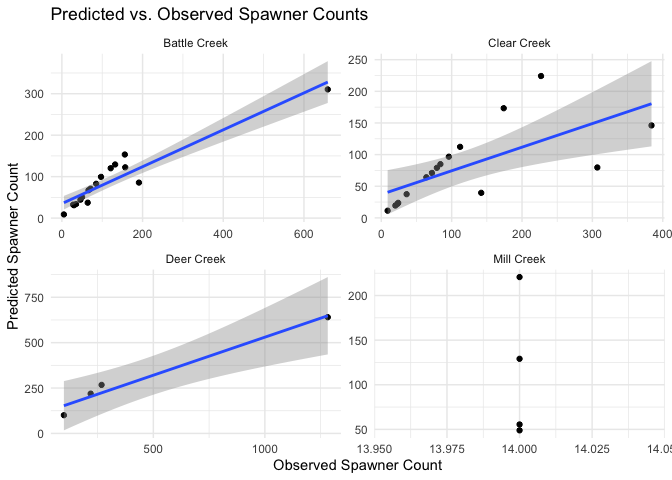 Predicted vs. Observed Spawner Counts
Battle Creek
Clear Creek
300
200
100
0
0 200 400 600
250
200
150
100
50
0
0 100 200 300 400
Predicted Spawner Count
Deer Creek
Mill Creek
750
500
250
0
500 1000
200
150
100
50
13.950 13.975 14.000 14.025
Observed Spawner Count